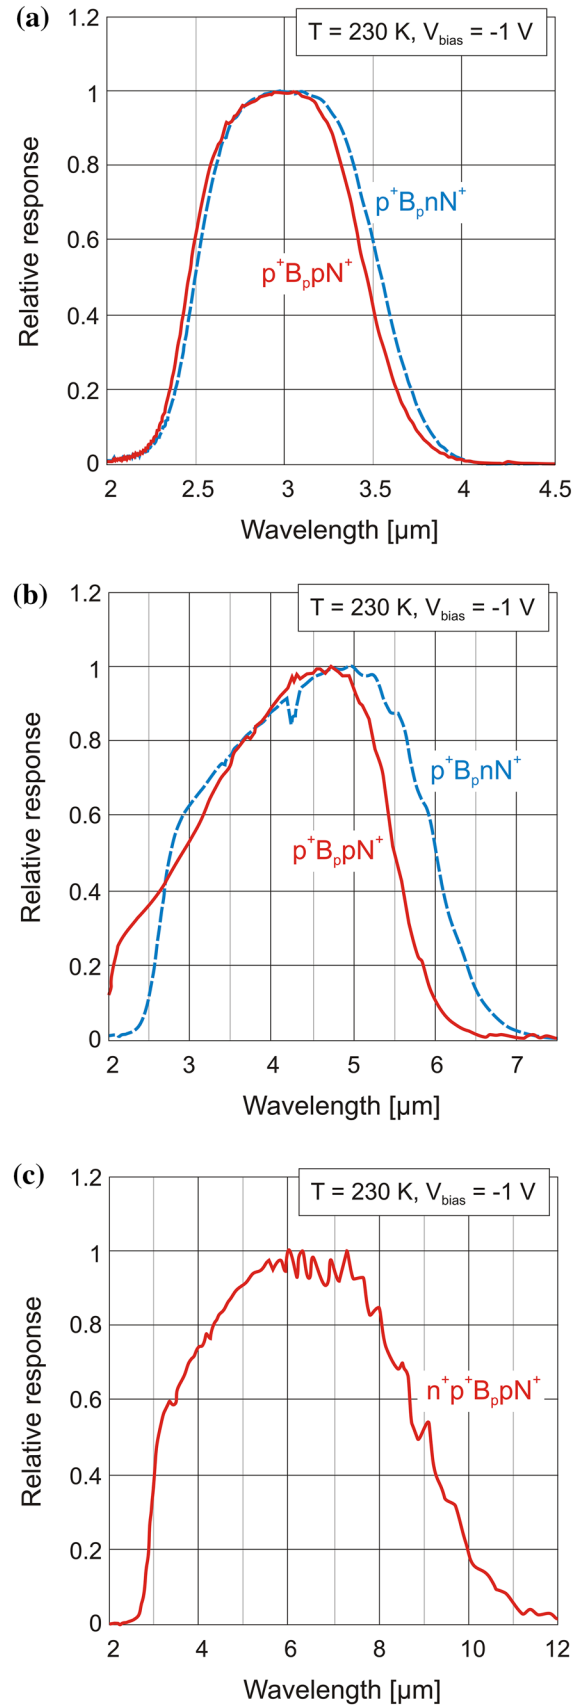 (a)
T = 230 K, V_bias = -1 V
1.2
1
0.8
0.6
0.4
0.2
0
Relative response
p⁺BₚnN⁺
p⁺BₚpN⁺
2 2.5 3 3.5 4 4.5
Wavelength [µm]
(b)
T = 230 K, V_bias = -1 V
1.2
1
0.8
0.6
0.4
0.2
0
Relative response
p⁺BₚnN⁺
p⁺BₚpN⁺
2 3 4 5 6 7
Wavelength [µm]
(c)
T = 230 K, V_bias = -1 V
1.2
1
0.8
0.6
0.4
0.2
0
Relative response
n⁺p⁺BₚpN⁺
2 4 6 8 10 12
Wavelength [µm]